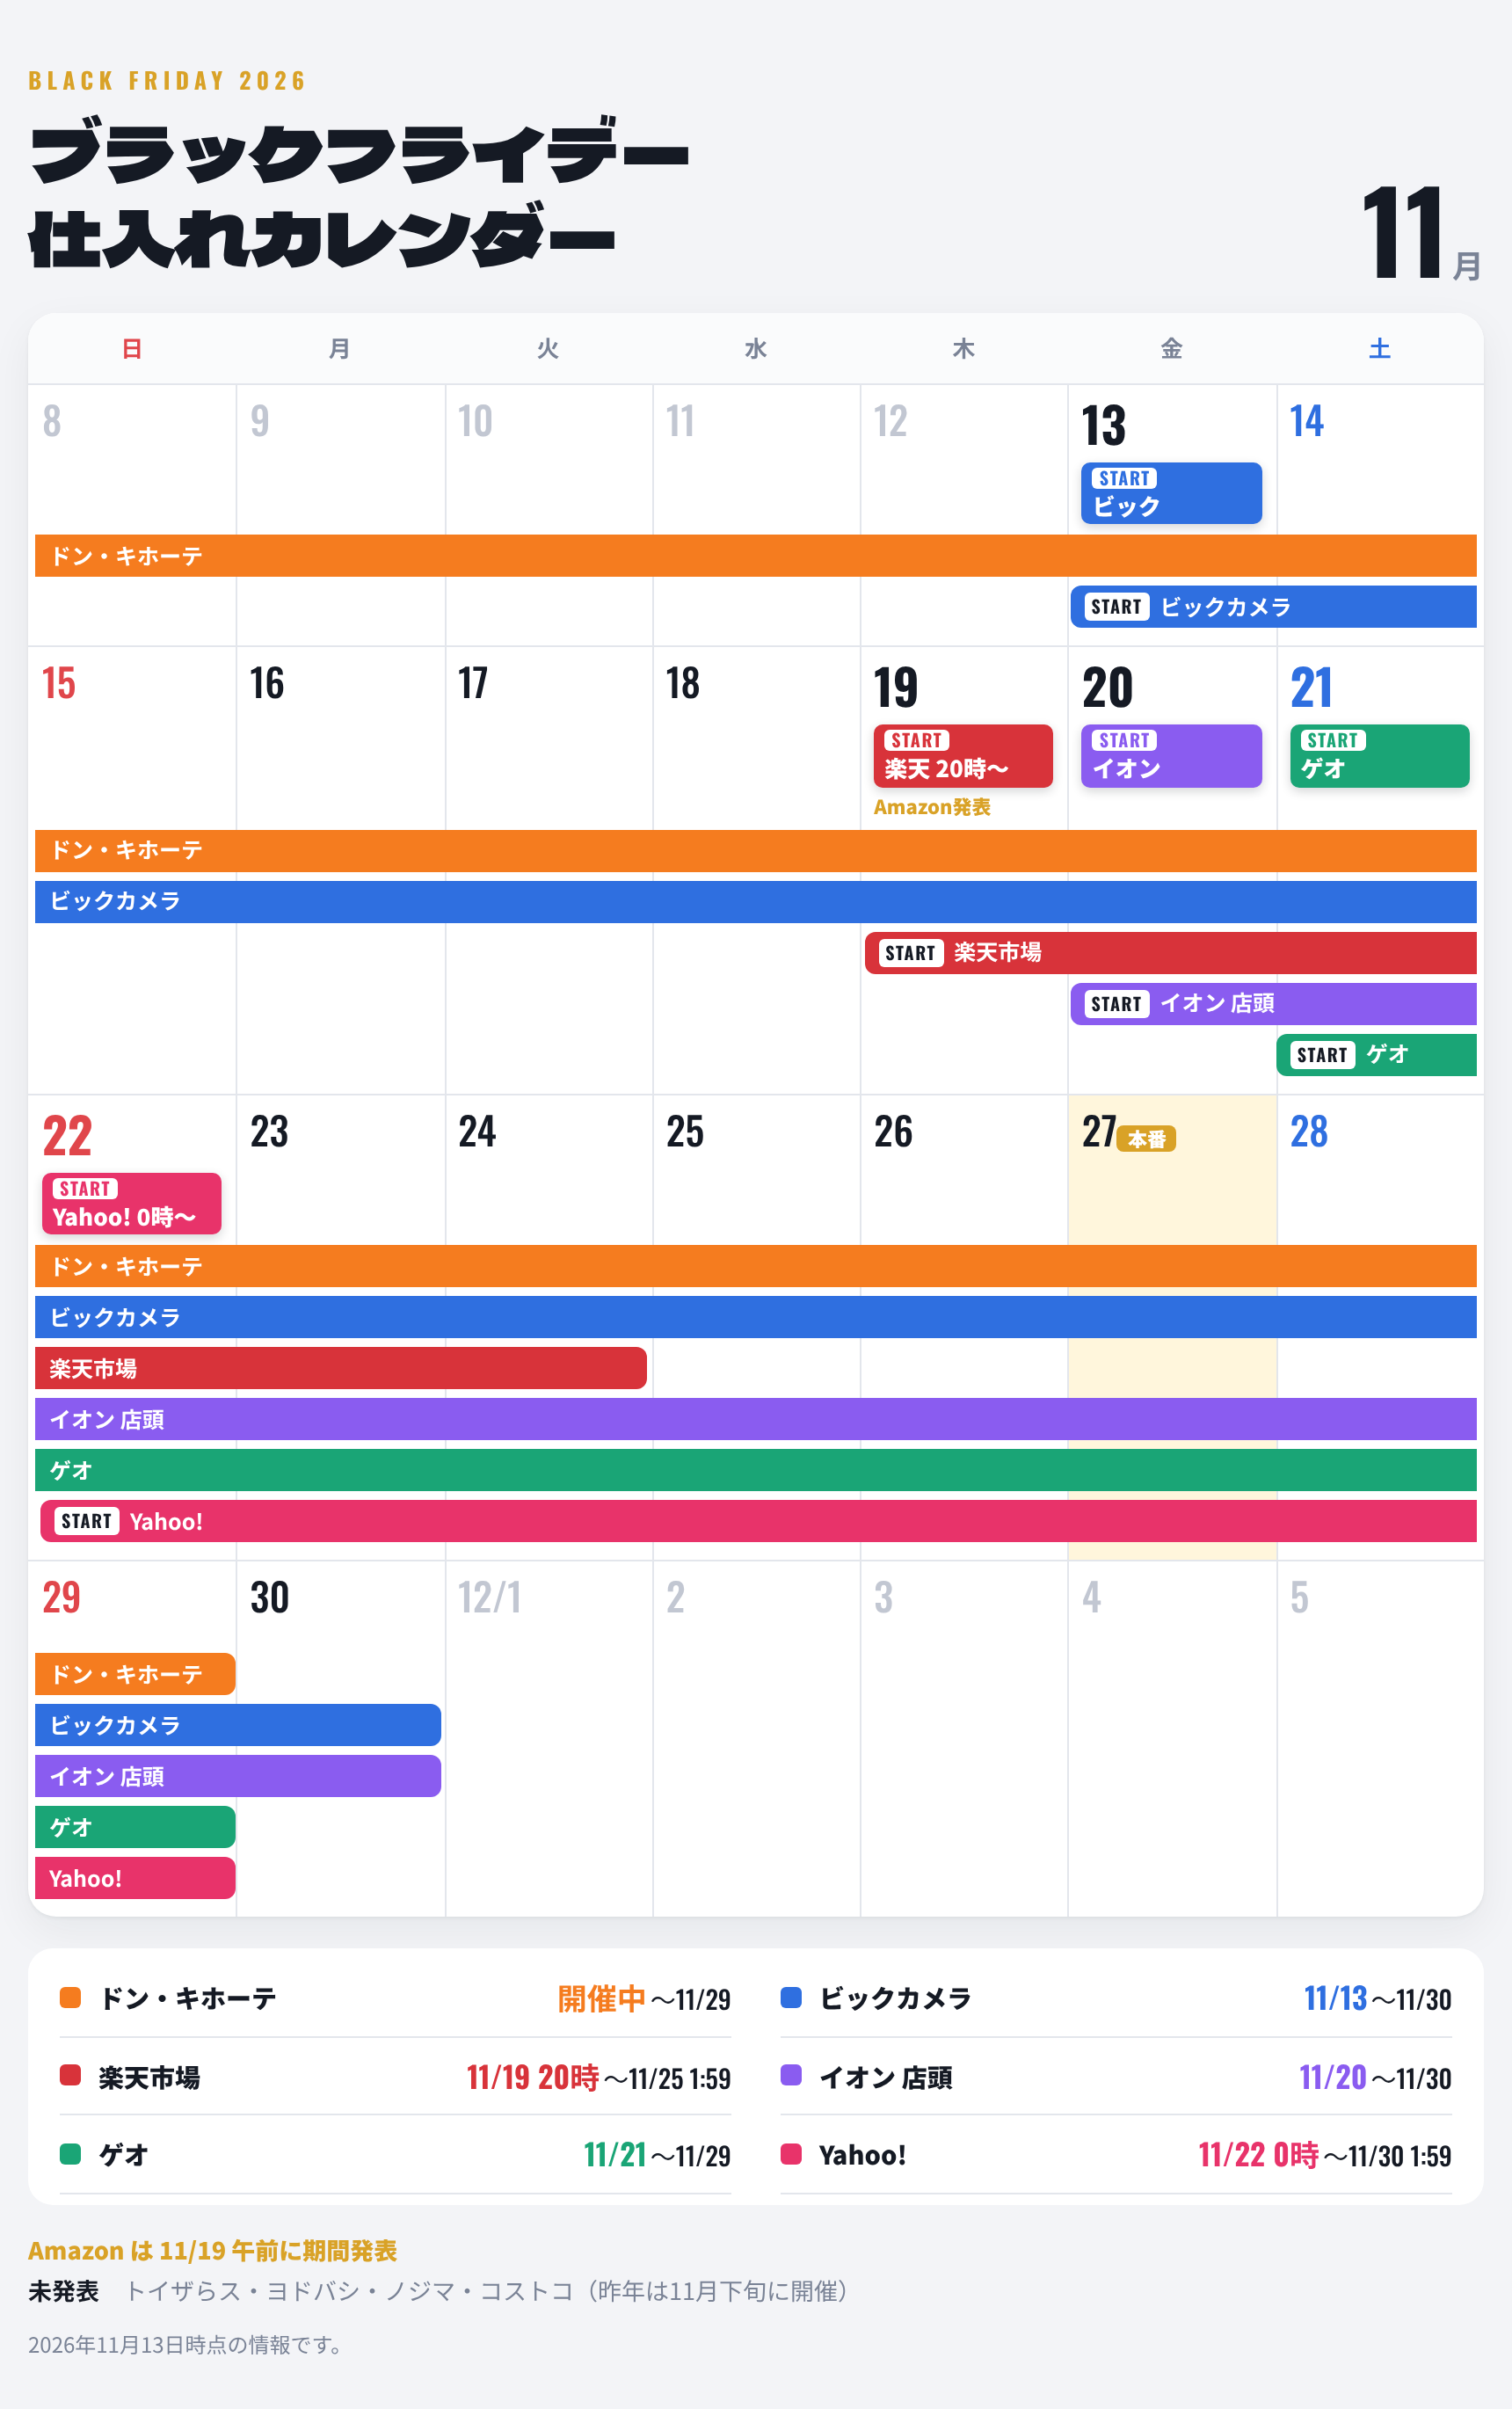 BLACK FRIDAY 2026
ブラックフライデー
仕入れカレンダー
11月
日 月 火 水 木 金 土
8 9 10 11 12 13 14
START
ビック
ドン・キホーテ
START ビックカメラ
15 16 17 18 19 20 21
START START START
楽天 20時〜 イオン ゲオ
Amazon発表
ドン・キホーテ
ビックカメラ
START 楽天市場
START イオン 店頭
START ゲオ
22 23 24 25 26 27 本番 28
START
Yahoo! 0時〜
ドン・キホーテ
ビックカメラ
楽天市場
イオン 店頭
ゲオ
START Yahoo!
29 30 12/1 2 3 4 5
ドン・キホーテ
ビックカメラ
イオン 店頭
ゲオ
Yahoo!
ドン・キホーテ 開催中〜11/29
ビックカメラ 11/13〜11/30
楽天市場 11/19 20時〜11/25 1:59
イオン 店頭 11/20〜11/30
ゲオ 11/21〜11/29
Yahoo! 11/22 0時〜11/30 1:59
Amazon は 11/19 午前に期間発表
未発表 トイザらス・ヨドバシ・ノジマ・コストコ（昨年は11月下旬に開催）
2026年11月13日時点の情報です。